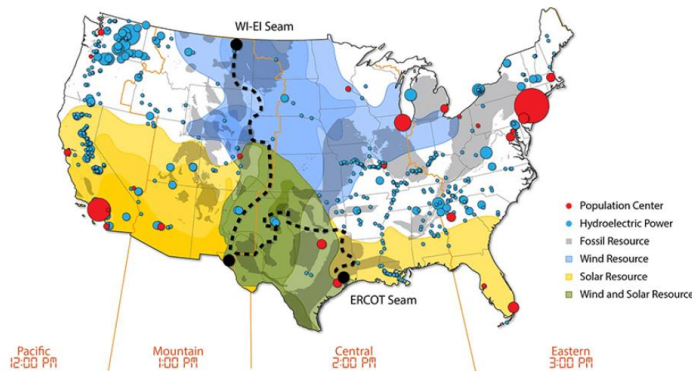 WI-EI Seam
Population Center
Hydroelectric Power
Fossil Resource
Wind Resource
Solar Resource
Wind and Solar Resource
ERCOT Seam
Pacific
12:00 PM
Mountain
1:00 PM
Central
2:00 PM
Eastern
3:00 PM